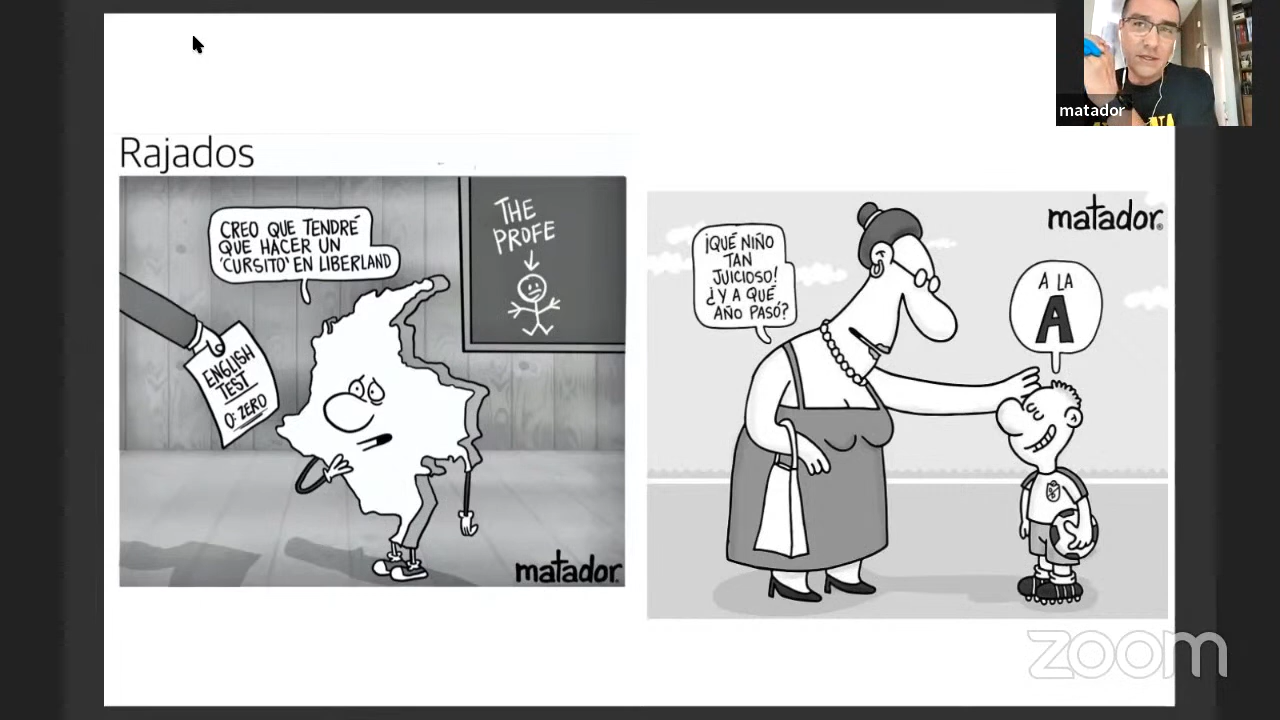 matador
Rajados
CREO QUE TENDRÉ
QUE HACER UN
'CURSITO' EN LIBERLAND
THE
PROFE
ENGLISH
TEST
0: ZERO
matador
matador
¡QUÉ NIÑO
TAN
JUICIOSO!
¿Y A QUÉ
AÑO PASÓ?
A LA
A
zoom